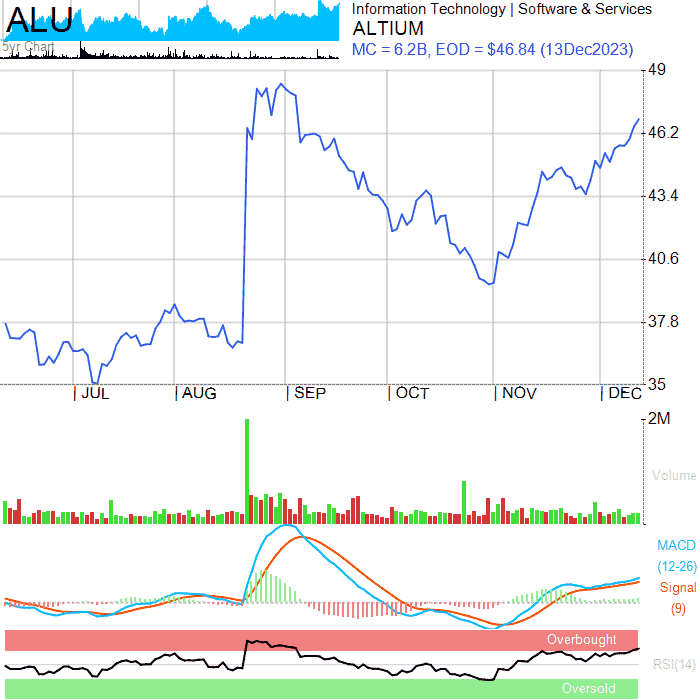 ALU
5yr Chart
Information Technology | Software & Services
ALTIUM
MC = 6.2B, EOD = $46.84 (13Dec2023)
49
46.2
43.4
40.6
37.8
35
| JUL | AUG | SEP | OCT | NOV | DEC
2M
Volume
MACD
(12-26)
Signal
(9)
Overbought
RSI(14)
Oversold